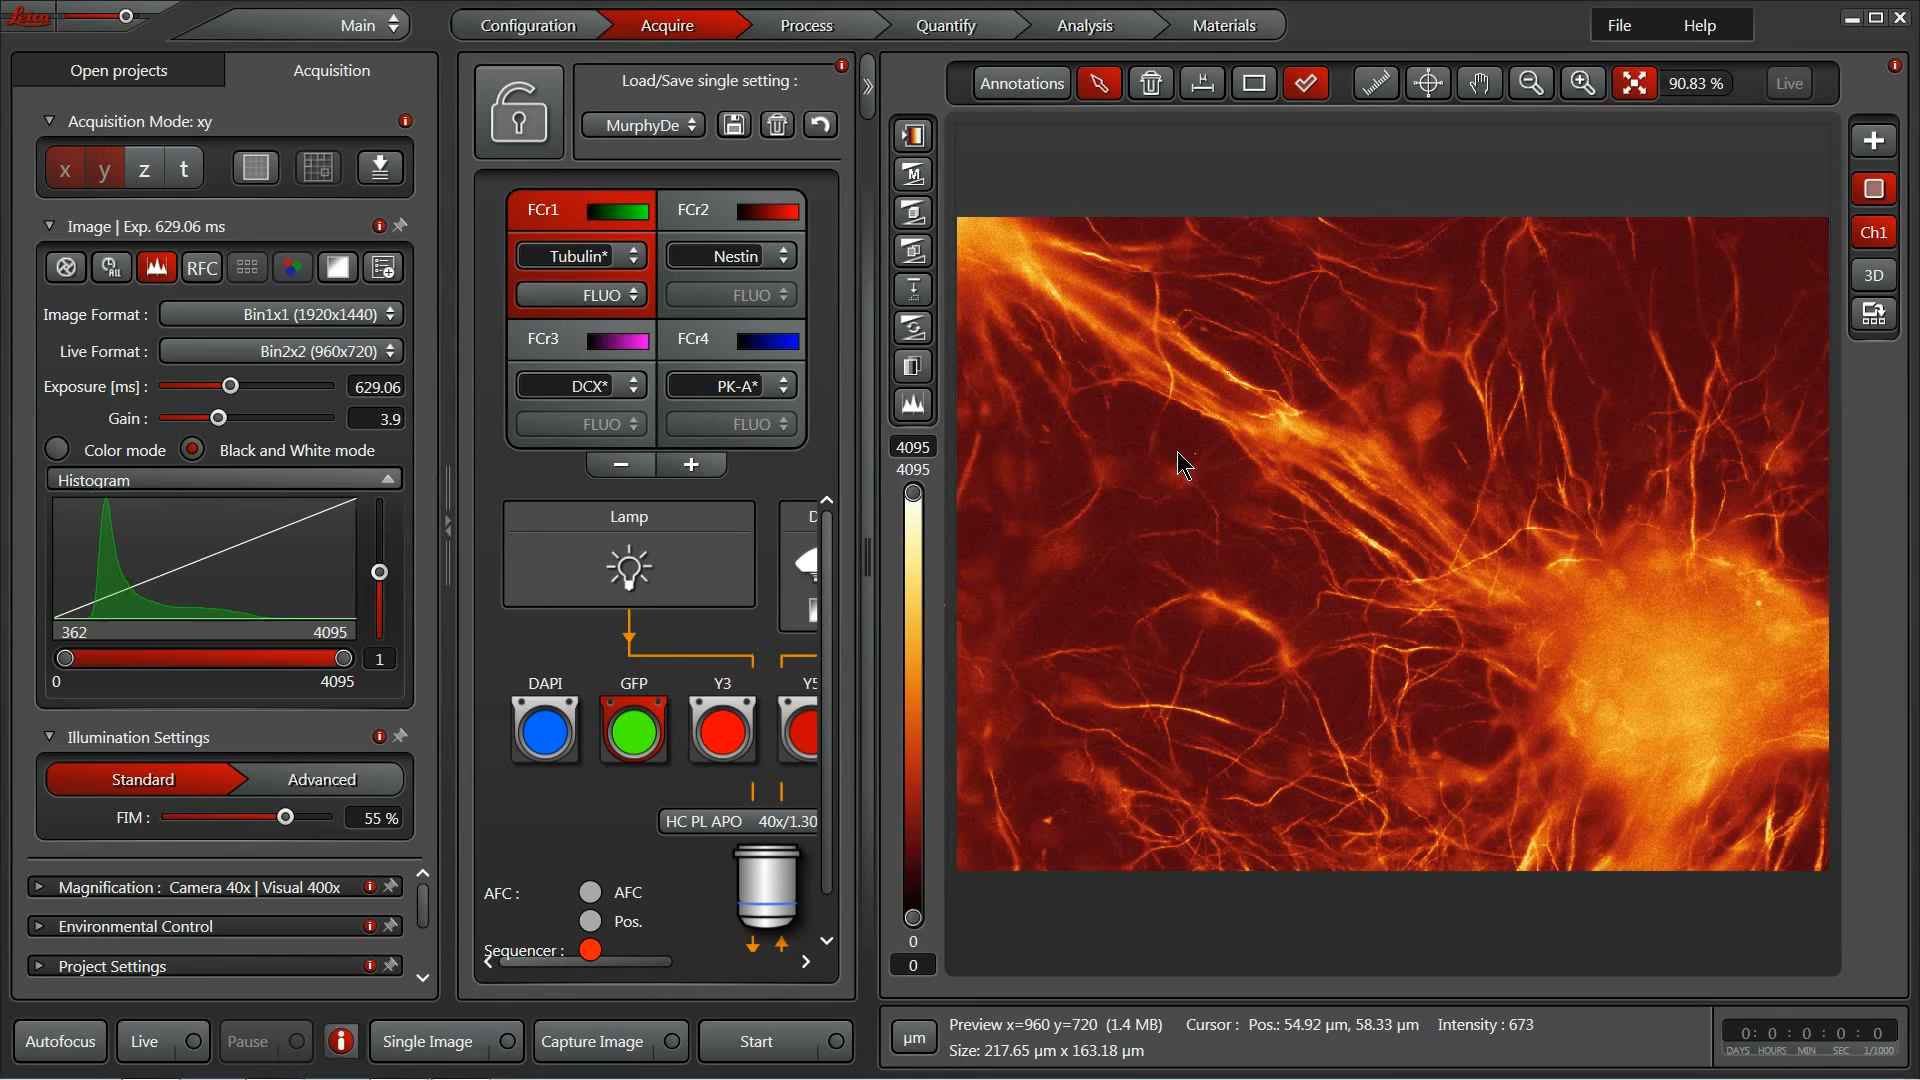 Leica
Main
Configuration
Acquire
Process
Quantify
Analysis
Materials
File
Help
Open projects
Acquisition
Acquisition Mode: xy
x y z t
Image | Exp. 629.06 ms
ALL
RFC
Image Format :
Bin1x1 (1920x1440)
Live Format :
Bin2x2 (960x720)
Exposure [ms] :
629.06
Gain :
3.9
Color mode
Black and White mode
Histogram
362
4095
1
0
4095
Illumination Settings
Standard
Advanced
FIM :
55 %
Magnification : Camera 40x | Visual 400x
Environmental Control
Project Settings
Load/Save single setting :
MurphyDe
FCr1
FCr2
Tubulin*
Nestin
FLUO
FLUO
FCr3
FCr4
DCX*
PK-A*
FLUO
FLUO
−
+
Lamp
DAPI
GFP
Y3
HC PL APO 40x/1.30
AFC :
AFC
Pos.
Sequencer :
Annotations
90.83 %
Live
M
4095
4095
0
0
Ch1
3D
Autofocus
Live
Pause
Single Image
Capture Image
Start
µm
Preview x=960 y=720 (1.4 MB) Cursor : Pos.: 54.92 µm, 58.33 µm Intensity : 673
Size: 217.65 µm x 163.18 µm
0: 0 : 0 : 0 : 0
DAYS HOURS MIN SEC 1/1000